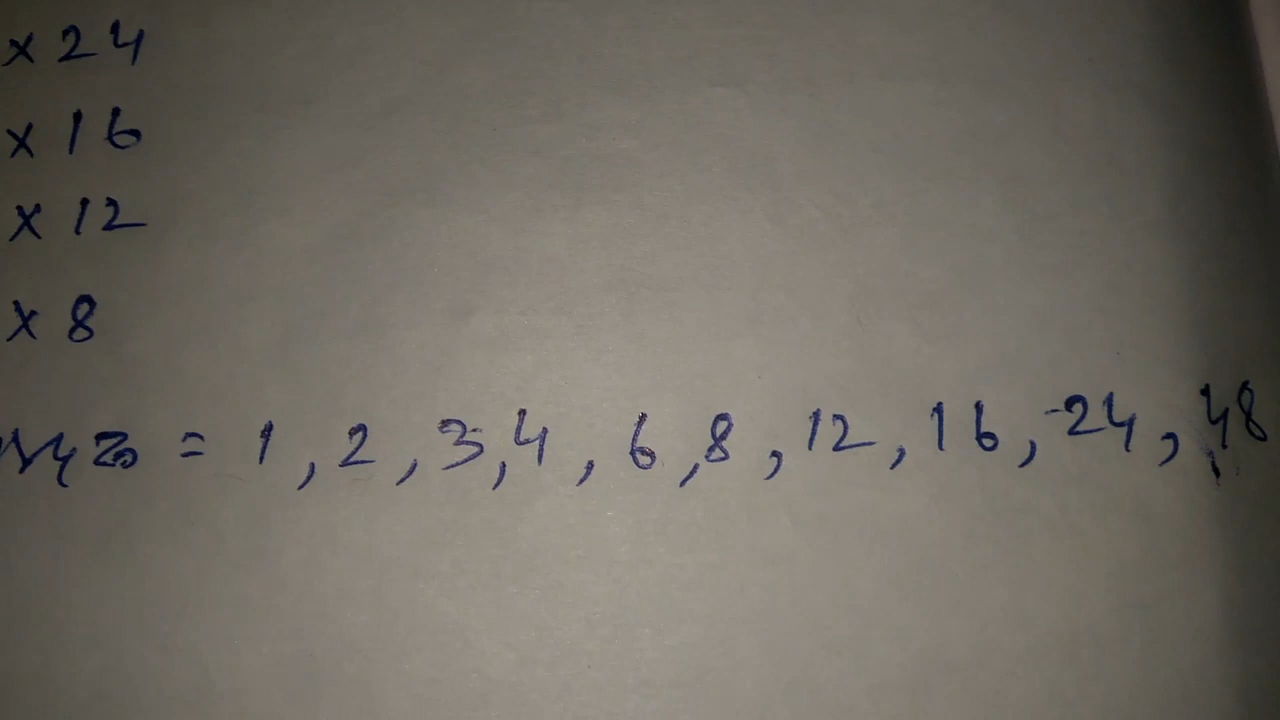 × 24
× 16
× 12
× 8
= 1, 2, 3, 4, 6, 8, 12, 16, 24, 48